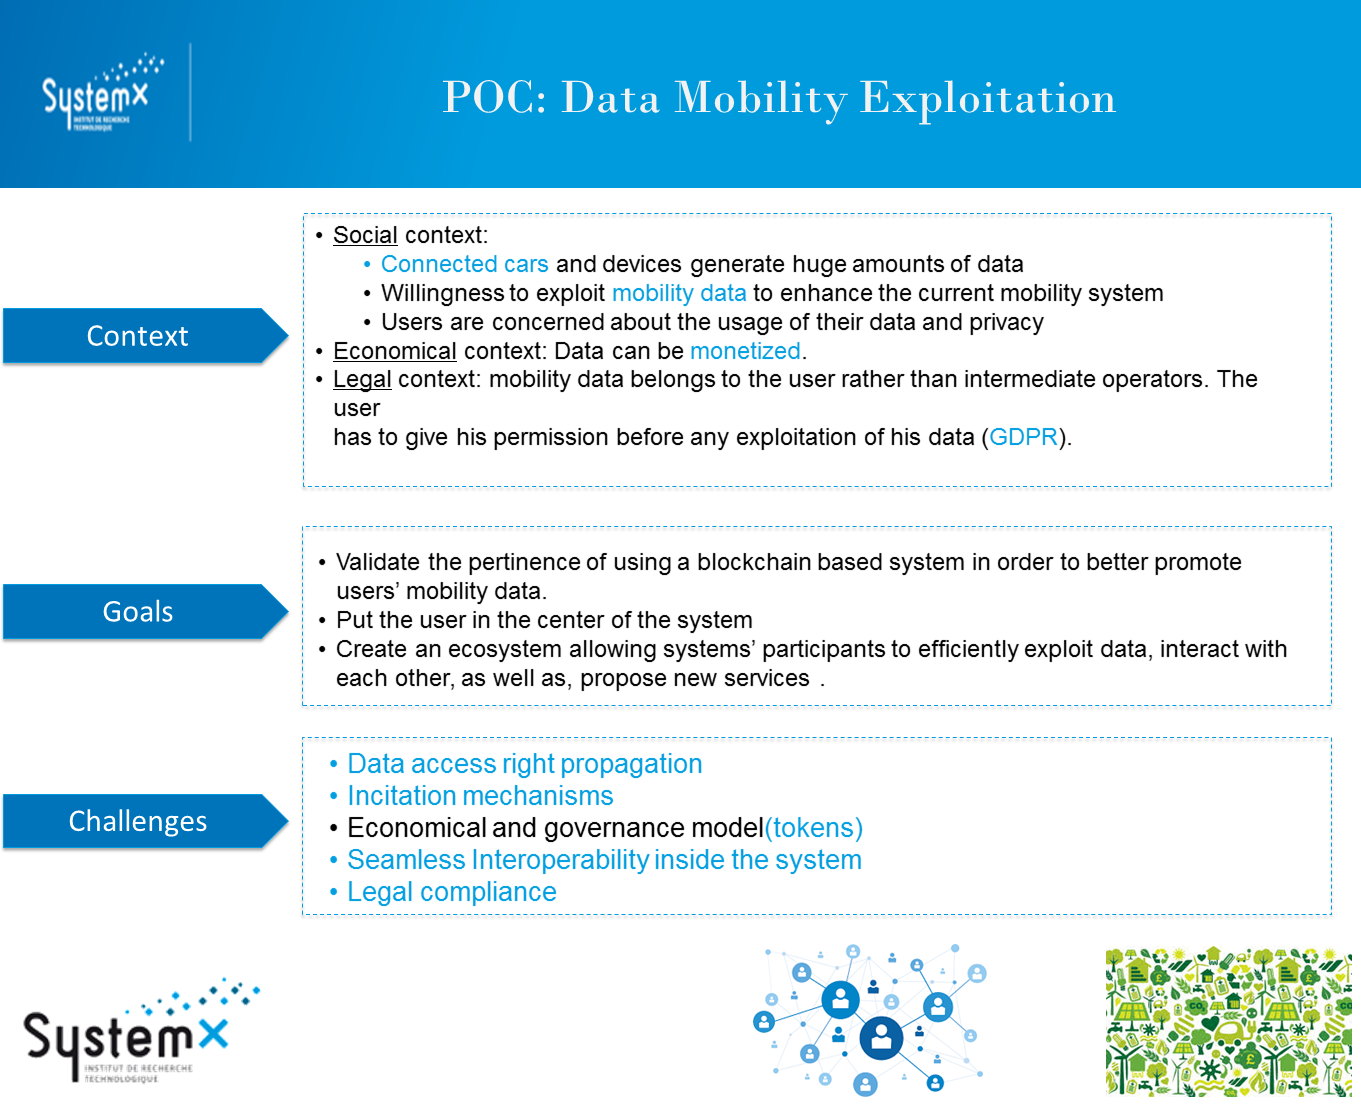 SystemX
INSTITUT DE RECHERCHE
TECHNOLOGIQUE
POC: Data Mobility Exploitation
Context
• Social context:
• Connected cars and devices generate huge amounts of data
• Willingness to exploit mobility data to enhance the current mobility system
• Users are concerned about the usage of their data and privacy
• Economical context: Data can be monetized.
• Legal context: mobility data belongs to the user rather than intermediate operators. The
user
has to give his permission before any exploitation of his data (GDPR).
Goals
• Validate the pertinence of using a blockchain based system in order to better promote
users’ mobility data.
• Put the user in the center of the system
• Create an ecosystem allowing systems’ participants to efficiently exploit data, interact with
each other, as well as, propose new services .
Challenges
• Data access right propagation
• Incitation mechanisms
• Economical and governance model(tokens)
• Seamless Interoperability inside the system
• Legal compliance
SystemX
INSTITUT DE RECHERCHE
TECHNOLOGIQUE